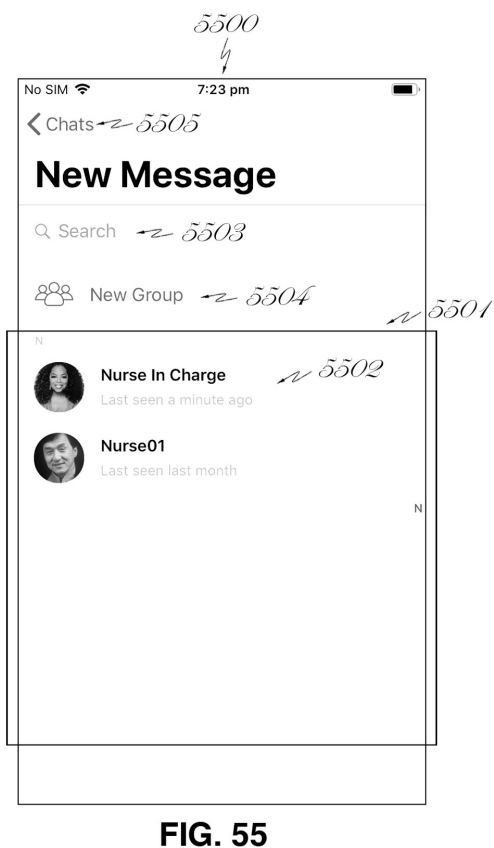 5500
No SIM 7:23 pm
Chats 5505
New Message
Search 5503
New Group 5504
5501
N
Nurse In Charge 5502
Last seen a minute ago
Nurse01
Last seen last month
N
FIG. 55